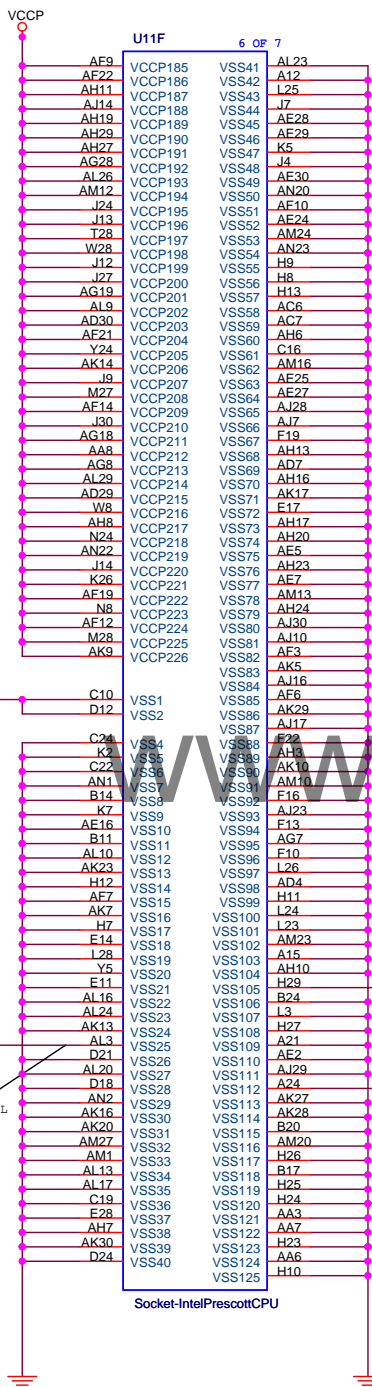 VCCP
U11F 6 OF 7
AF9 VCCP185 VSS41 AL23
AF22 VCCP186 VSS42 A12
AH11 VCCP187 VSS43 L25
AJ14 VCCP188 VSS44 J7
AH19 VCCP189 VSS45 AE28
AH29 VCCP190 VSS46 AE29
AH27 VCCP191 VSS47 K5
AG28 VCCP192 VSS48 J4
AL26 VCCP193 VSS49 AE30
AM12 VCCP194 VSS50 AN20
J24 VCCP195 VSS51 AF10
J13 VCCP196 VSS52 AE24
T28 VCCP197 VSS53 AM24
W28 VCCP198 VSS54 AN23
J12 VCCP199 VSS55 H9
J27 VCCP200 VSS56 H8
AG19 VCCP201 VSS57 H13
AL9 VCCP202 VSS58 AC6
AD30 VCCP203 VSS59 AC7
AF21 VCCP204 VSS60 AH6
Y24 VCCP205 VSS61 C16
AK14 VCCP206 VSS62 AM16
J9 VCCP207 VSS63 AE25
M27 VCCP208 VSS64 AE27
AF14 VCCP209 VSS65 AJ28
J30 VCCP210 VSS66 AJ7
AG18 VCCP211 VSS67 F19
AA8 VCCP212 VSS68 AH13
AG8 VCCP213 VSS69 AD7
AL29 VCCP214 VSS70 AH16
AD29 VCCP215 VSS71 AK17
W8 VCCP216 VSS72 E17
AH8 VCCP217 VSS73 AH17
N24 VCCP218 VSS74 AH20
AN22 VCCP219 VSS75 AE5
J14 VCCP220 VSS76 AH23
K26 VCCP221 VSS77 AE7
AF19 VCCP222 VSS78 AM13
N8 VCCP223 VSS79 AH24
AF12 VCCP224 VSS80 AJ30
M28 VCCP225 VSS81 AJ10
AK9 VCCP226 VSS82 AF3
VSS83 AK5
VSS84 AJ16
C10 VSS1 VSS85 AF6
D12 VSS2 VSS86 AK29
VSS87 AJ17
C24 VSS4 VSS88 F22
K2 VSS5 VSS89 AH3
C22 VSS6 VSS90 AK10
AN1 VSS7 VSS91 AM10
B14 VSS8 VSS92 F16
K7 VSS9 VSS93 AJ23
AE16 VSS10 VSS94 F13
B11 VSS11 VSS95 AG7
AL10 VSS12 VSS96 F10
AK23 VSS13 VSS97 L26
H12 VSS14 VSS98 AD4
AF7 VSS15 VSS99 H11
AK7 VSS16 VSS100 L24
H7 VSS17 VSS101 L23
E14 VSS18 VSS102 AM23
L28 VSS19 VSS103 A15
Y5 VSS20 VSS104 AH10
E11 VSS21 VSS105 H29
AL16 VSS22 VSS106 B24
AL24 VSS23 VSS107 L3
AK13 VSS24 VSS108 H27
AL3 VSS25 VSS109 A21
D21 VSS26 VSS110 AE2
AL20 VSS27 VSS111 AJ29
D18 VSS28 VSS112 A24
AN2 VSS29 VSS113 AK27
L AK16 VSS30 VSS114 AK28
AK20 VSS31 VSS115 B20
AM27 VSS32 VSS116 AM20
AM1 VSS33 VSS117 H26
AL13 VSS34 VSS118 B17
AL17 VSS35 VSS119 H25
C19 VSS36 VSS120 H24
E28 VSS37 VSS121 AA3
AH7 VSS38 VSS122 AA7
AK30 VSS39 VSS123 H23
D24 VSS40 VSS124 AA6
VSS125 H10
Socket-IntelPrescottCPU
www